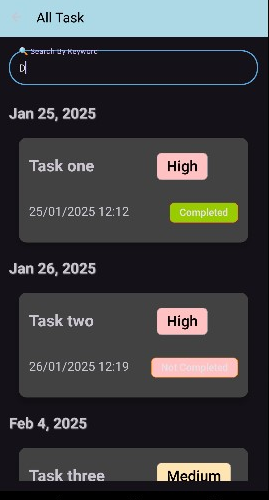 All Task
🔍 Search By Keyword
D
Jan 25, 2025
Task one
High
25/01/2025 12:12
Completed
Jan 26, 2025
Task two
High
26/01/2025 12:19
Not Completed
Feb 4, 2025
Task three
Medium